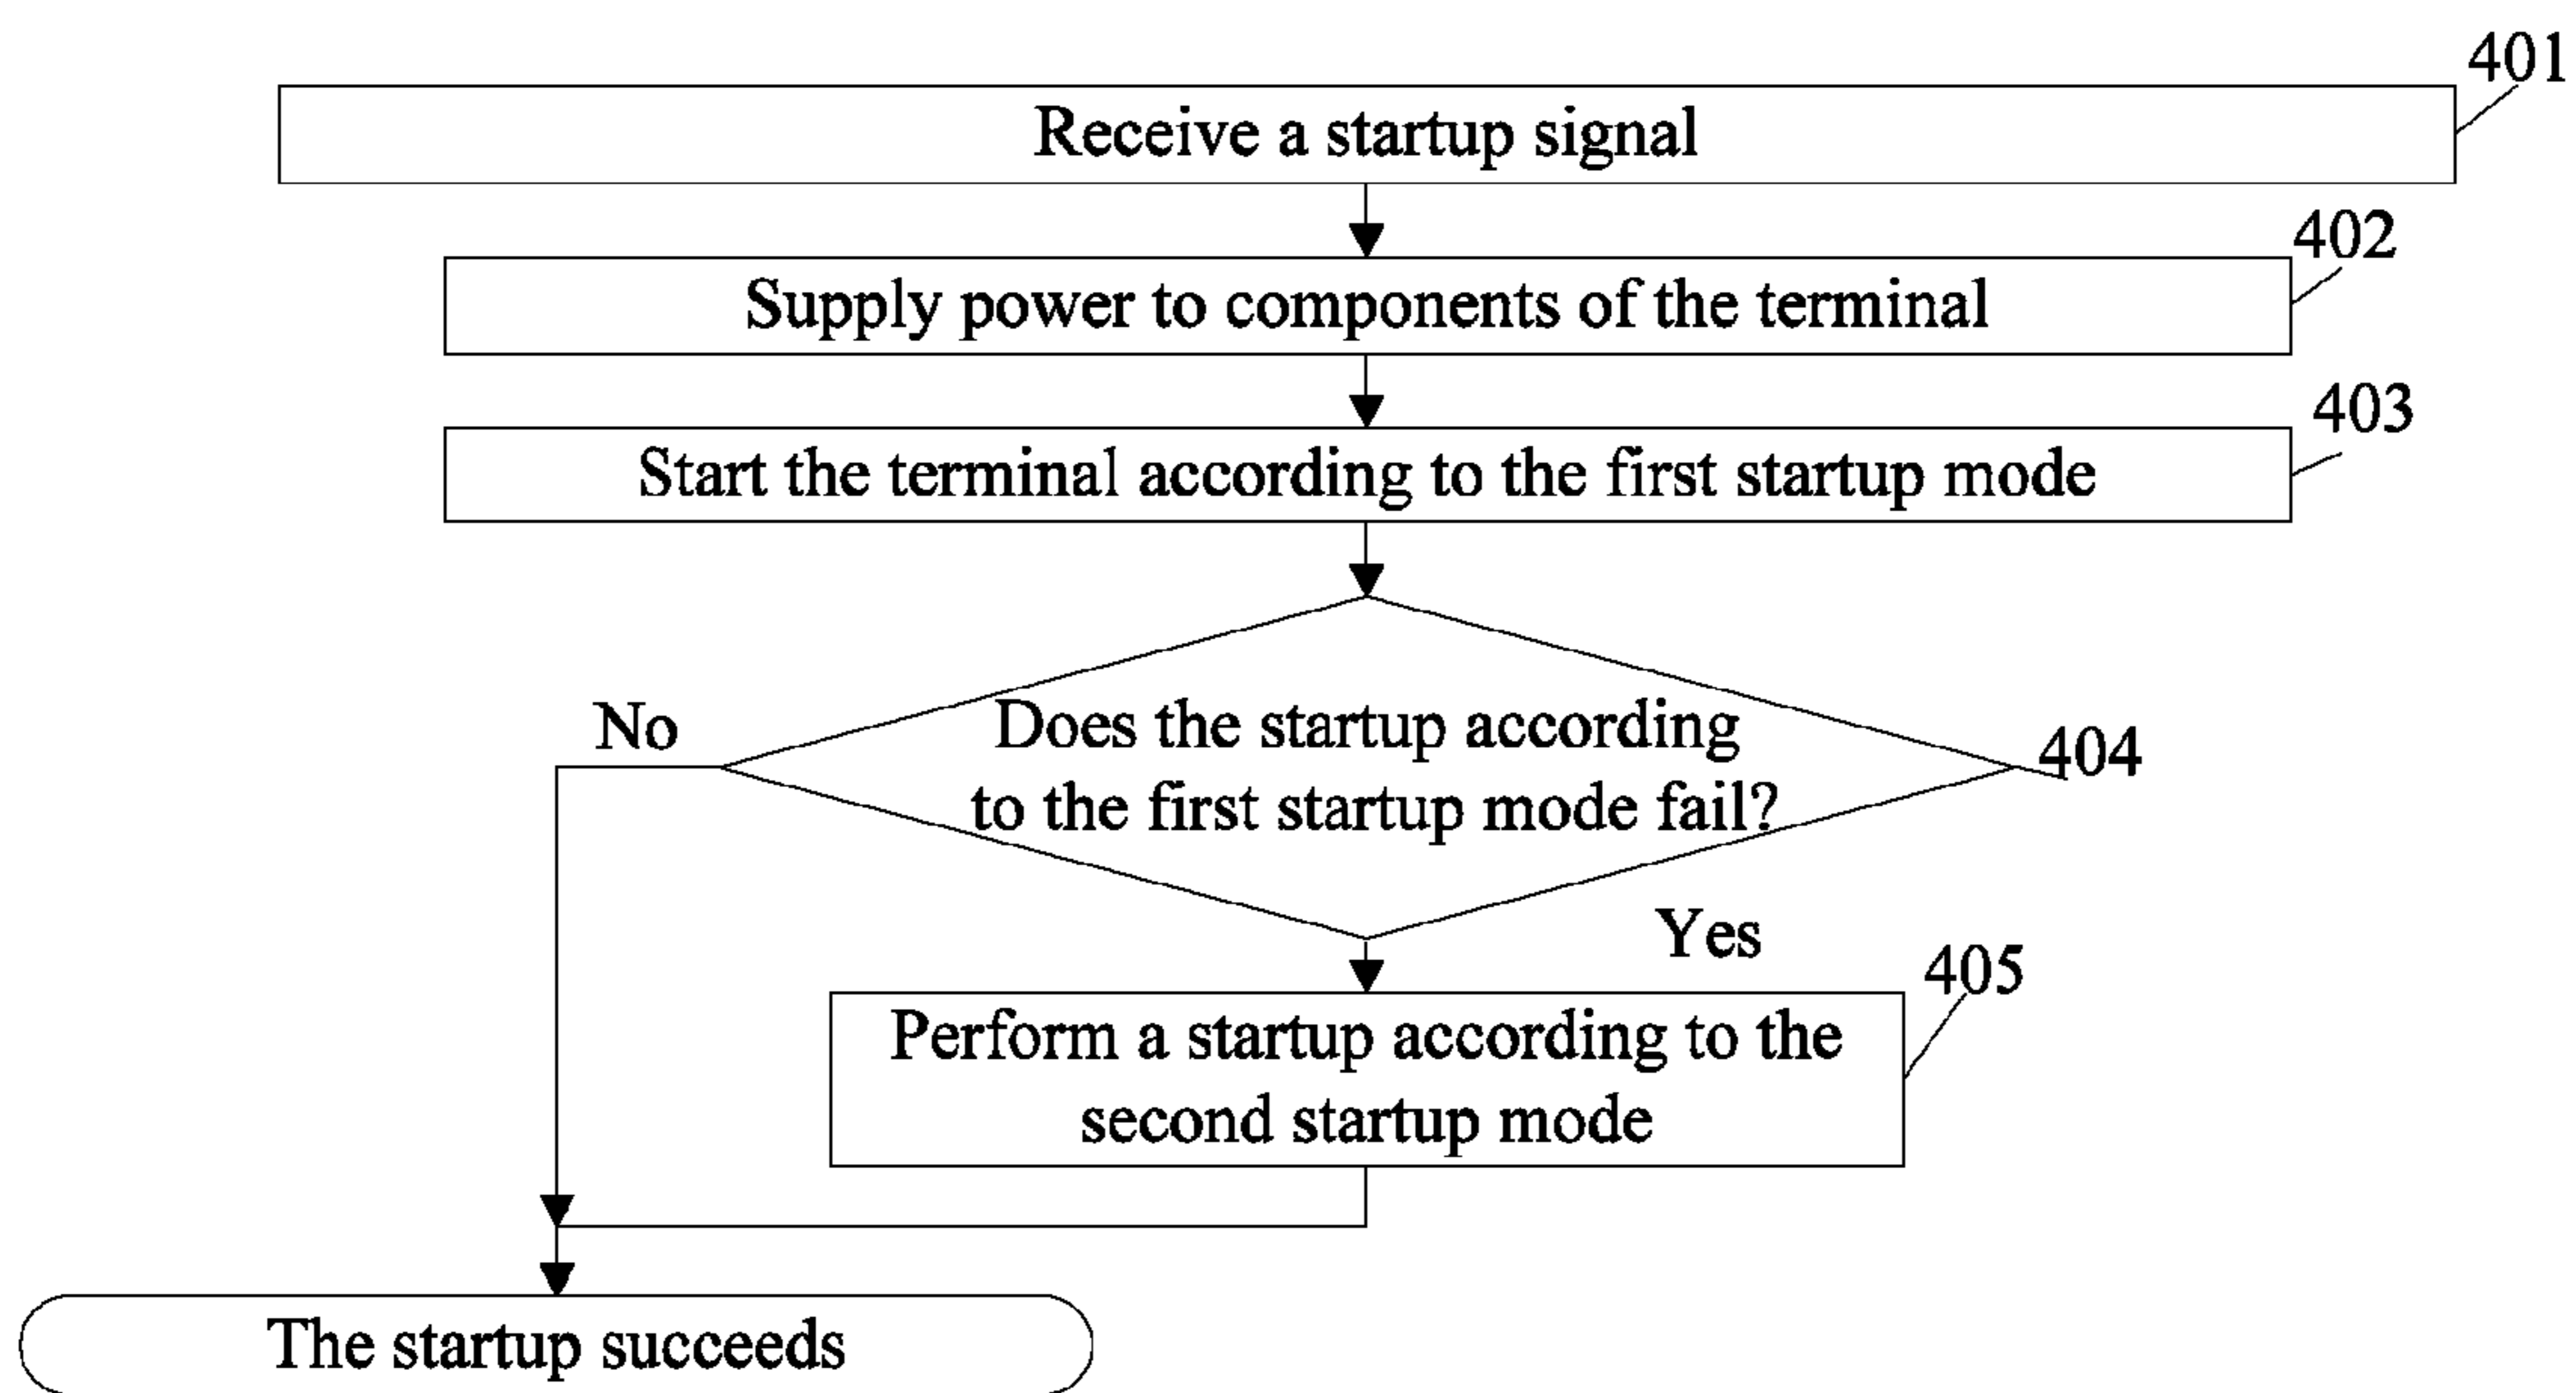 401
Receive a startup signal
402
Supply power to components of the terminal
403
Start the terminal according to the first startup mode
No
Does the startup according
to the first startup mode fail?
404
Yes
405
Perform a startup according to the
second startup mode
The startup succeeds